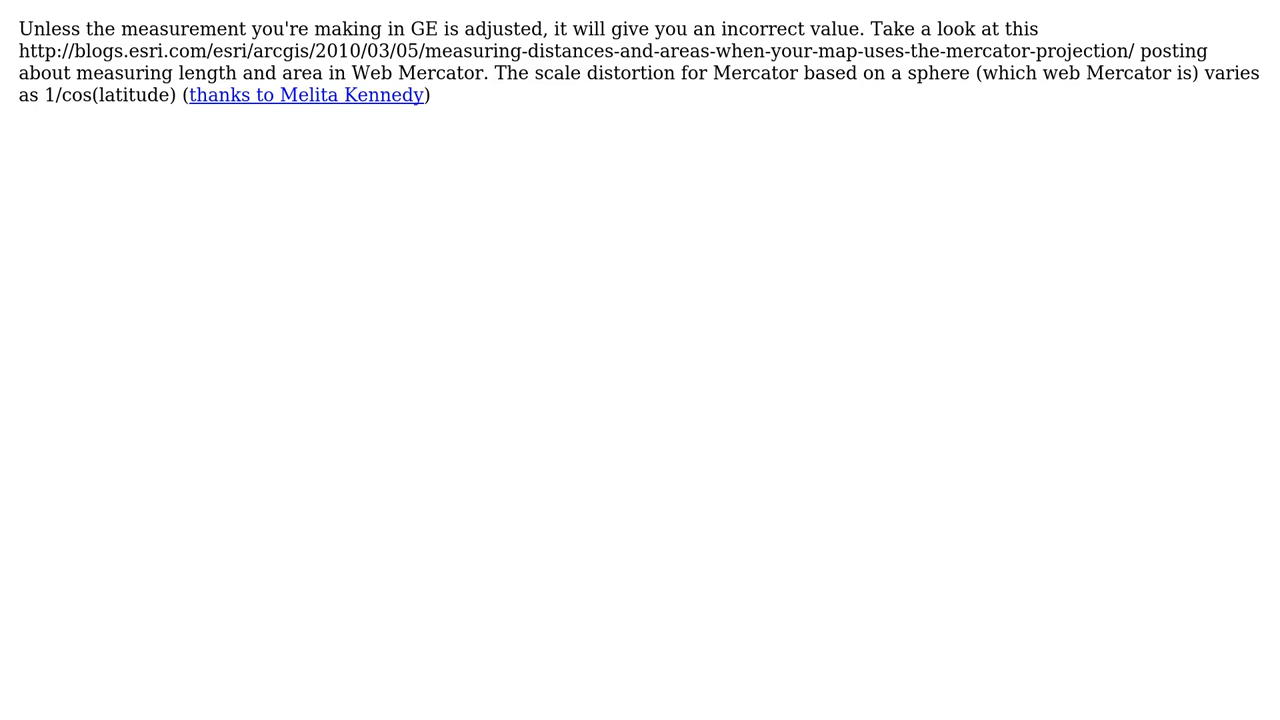 Unless the measurement you're making in GE is adjusted, it will give you an incorrect value. Take a look at this
http://blogs.esri.com/esri/arcgis/2010/03/05/measuring-distances-and-areas-when-your-map-uses-the-mercator-projection/ posting
about measuring length and area in Web Mercator. The scale distortion for Mercator based on a sphere (which web Mercator is) varies
as 1/cos(latitude) (thanks to Melita Kennedy)